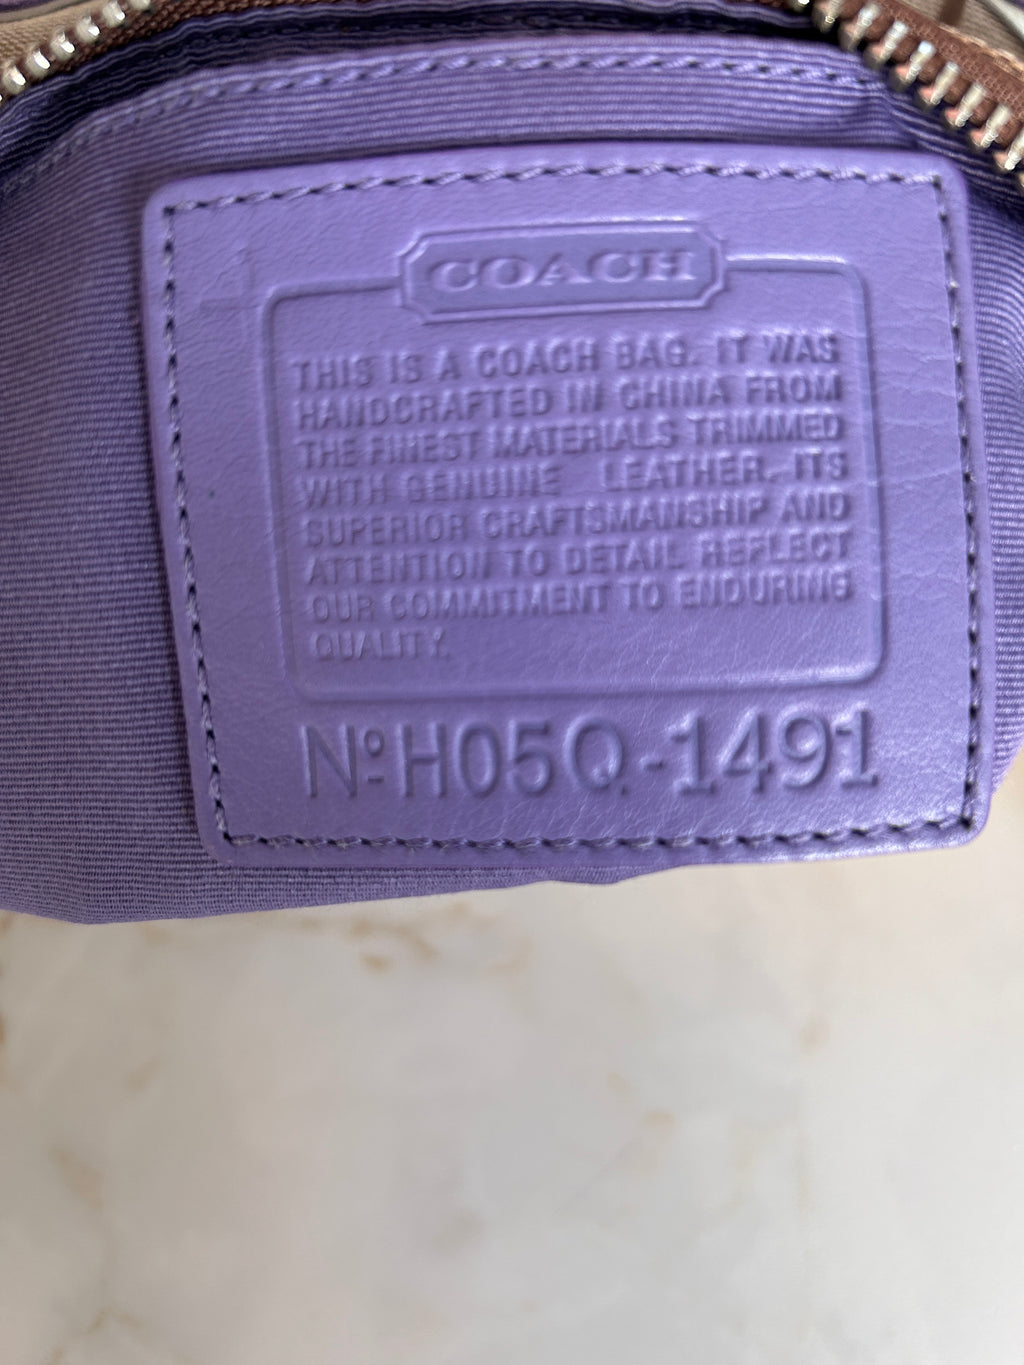 COACH
THIS IS A COACH BAG. IT WAS
HANDCRAFTED IN CHINA FROM
THE FINEST MATERIALS TRIMMED
WITH GENUINE LEATHER. ITS
SUPERIOR CRAFTSMANSHIP AND
ATTENTION TO DETAIL REFLECT
OUR COMMITMENT TO ENDURING
QUALITY.
Nº H05Q-1491